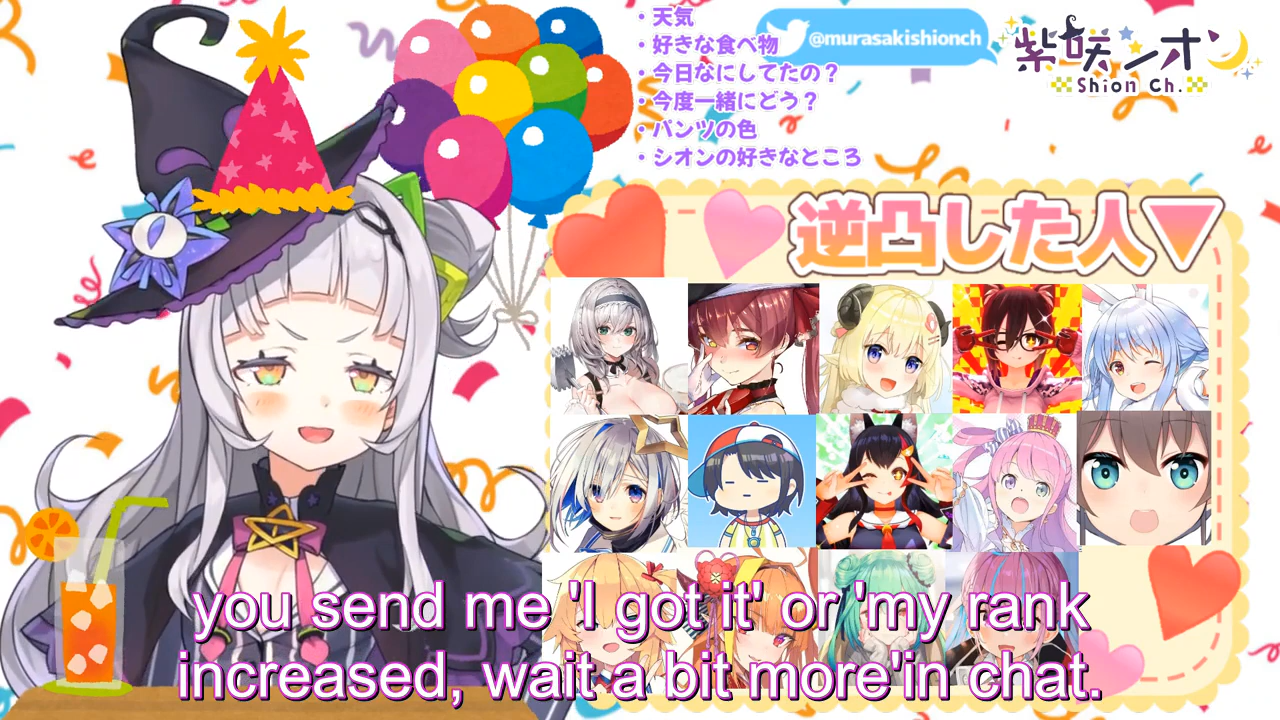 ・天気
・好きな食べ物
・今日なにしてたの？
・今度一緒にどう？
・パンツの色
・シオンの好きなところ
@murasakishionch
紫咲シオン
Shion Ch.
逆凸した人▼
you send me 'I got it' or 'my rank
increased, wait a bit more'in chat.